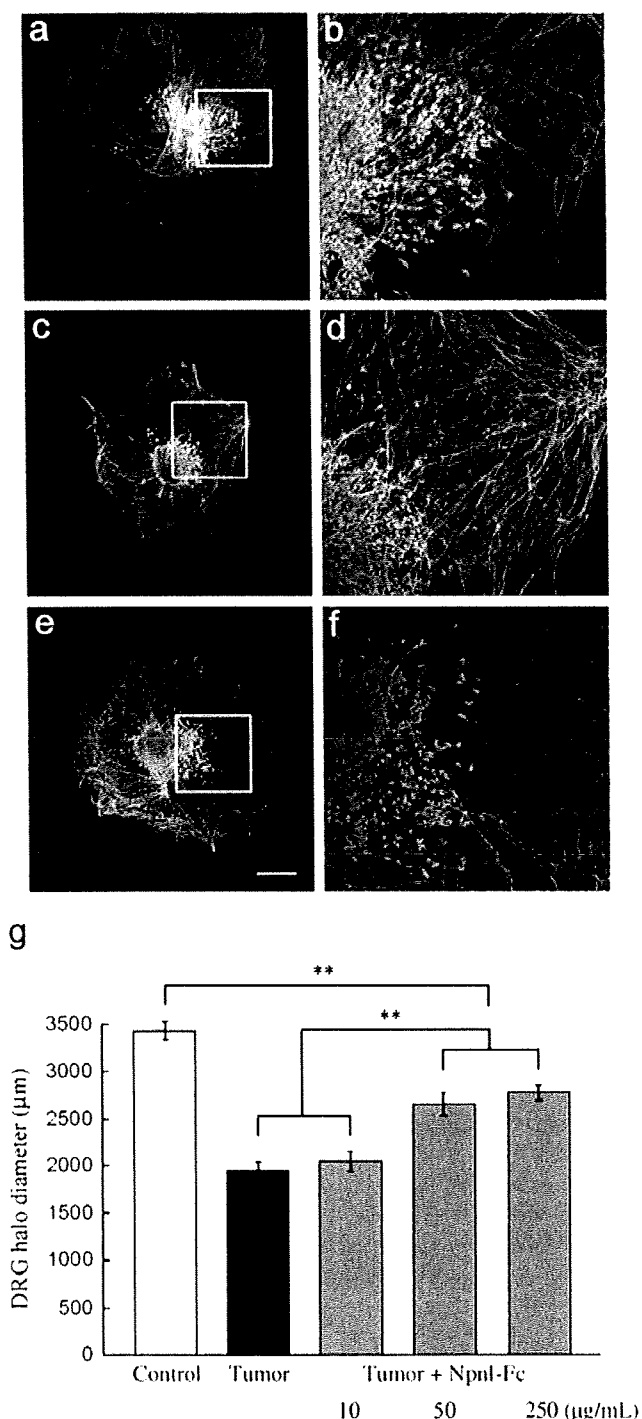 a
b
c
d
e
f
g
**
**
3500
3000
2500
2000
1500
1000
500
0
DRG halo diameter (µm)
Control Tumor Tumor + Npn1-Fc
10 50 250 (µg/mL)